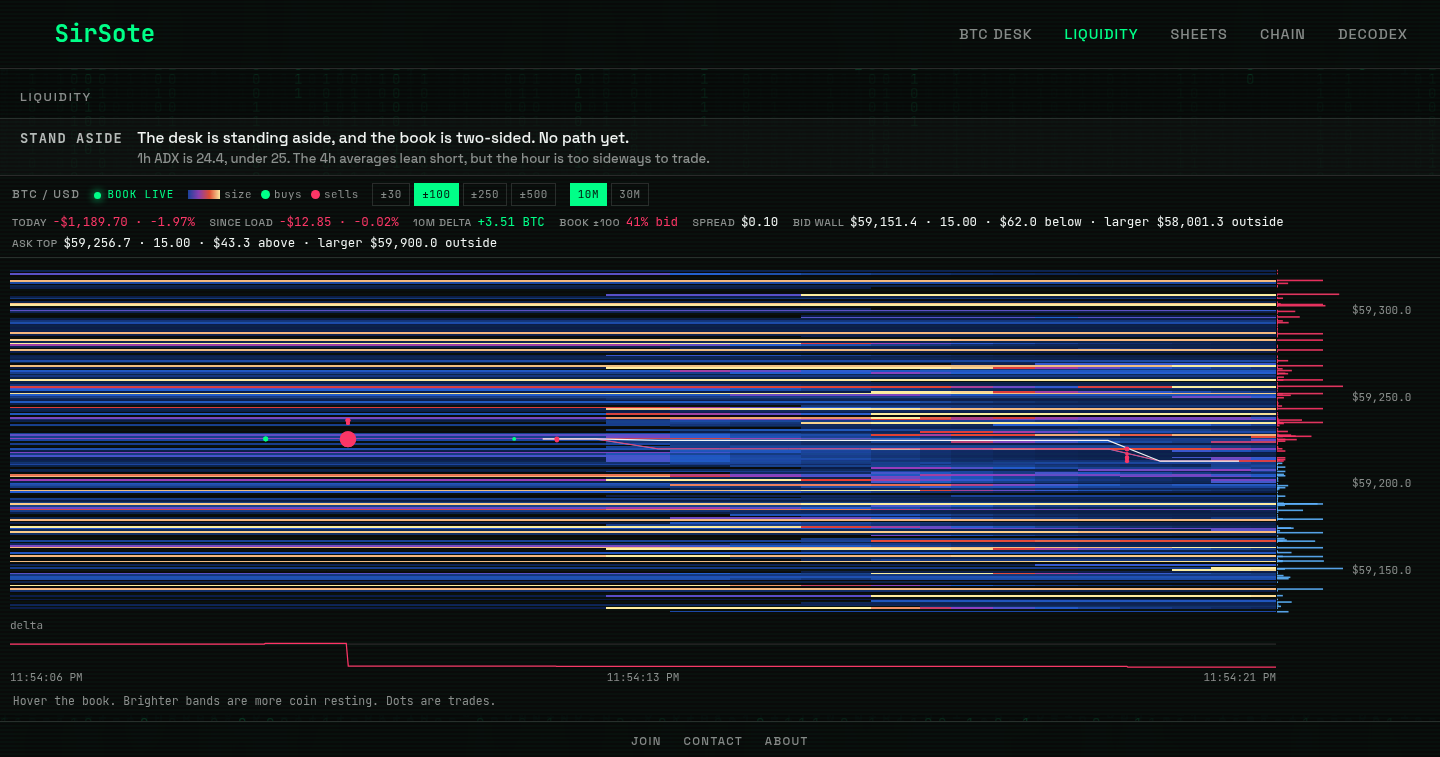 SirSote
BTC DESK LIQUIDITY SHEETS CHAIN DECODEX
LIQUIDITY
STAND ASIDE The desk is standing aside, and the book is two-sided. No path yet.
1h ADX is 24.4, under 25. The 4h averages lean short, but the hour is too sideways to trade.
BTC / USD BOOK LIVE size buys sells ±30 ±100 ±250 ±500 10M 30M
TODAY -$1,189.70 · -1.97% SINCE LOAD -$12.85 · -0.02% 10M DELTA +3.51 BTC BOOK ±100 41% bid SPREAD $0.10 BID WALL $59,151.4 · 15.00 · $62.0 below · larger $58,001.3 outside
ASK TOP $59,256.7 · 15.00 · $43.3 above · larger $59,900.0 outside
$59,300.0
$59,250.0
$59,200.0
$59,150.0
delta
11:54:06 PM 11:54:13 PM 11:54:21 PM
Hover the book. Brighter bands are more coin resting. Dots are trades.
JOIN CONTACT ABOUT